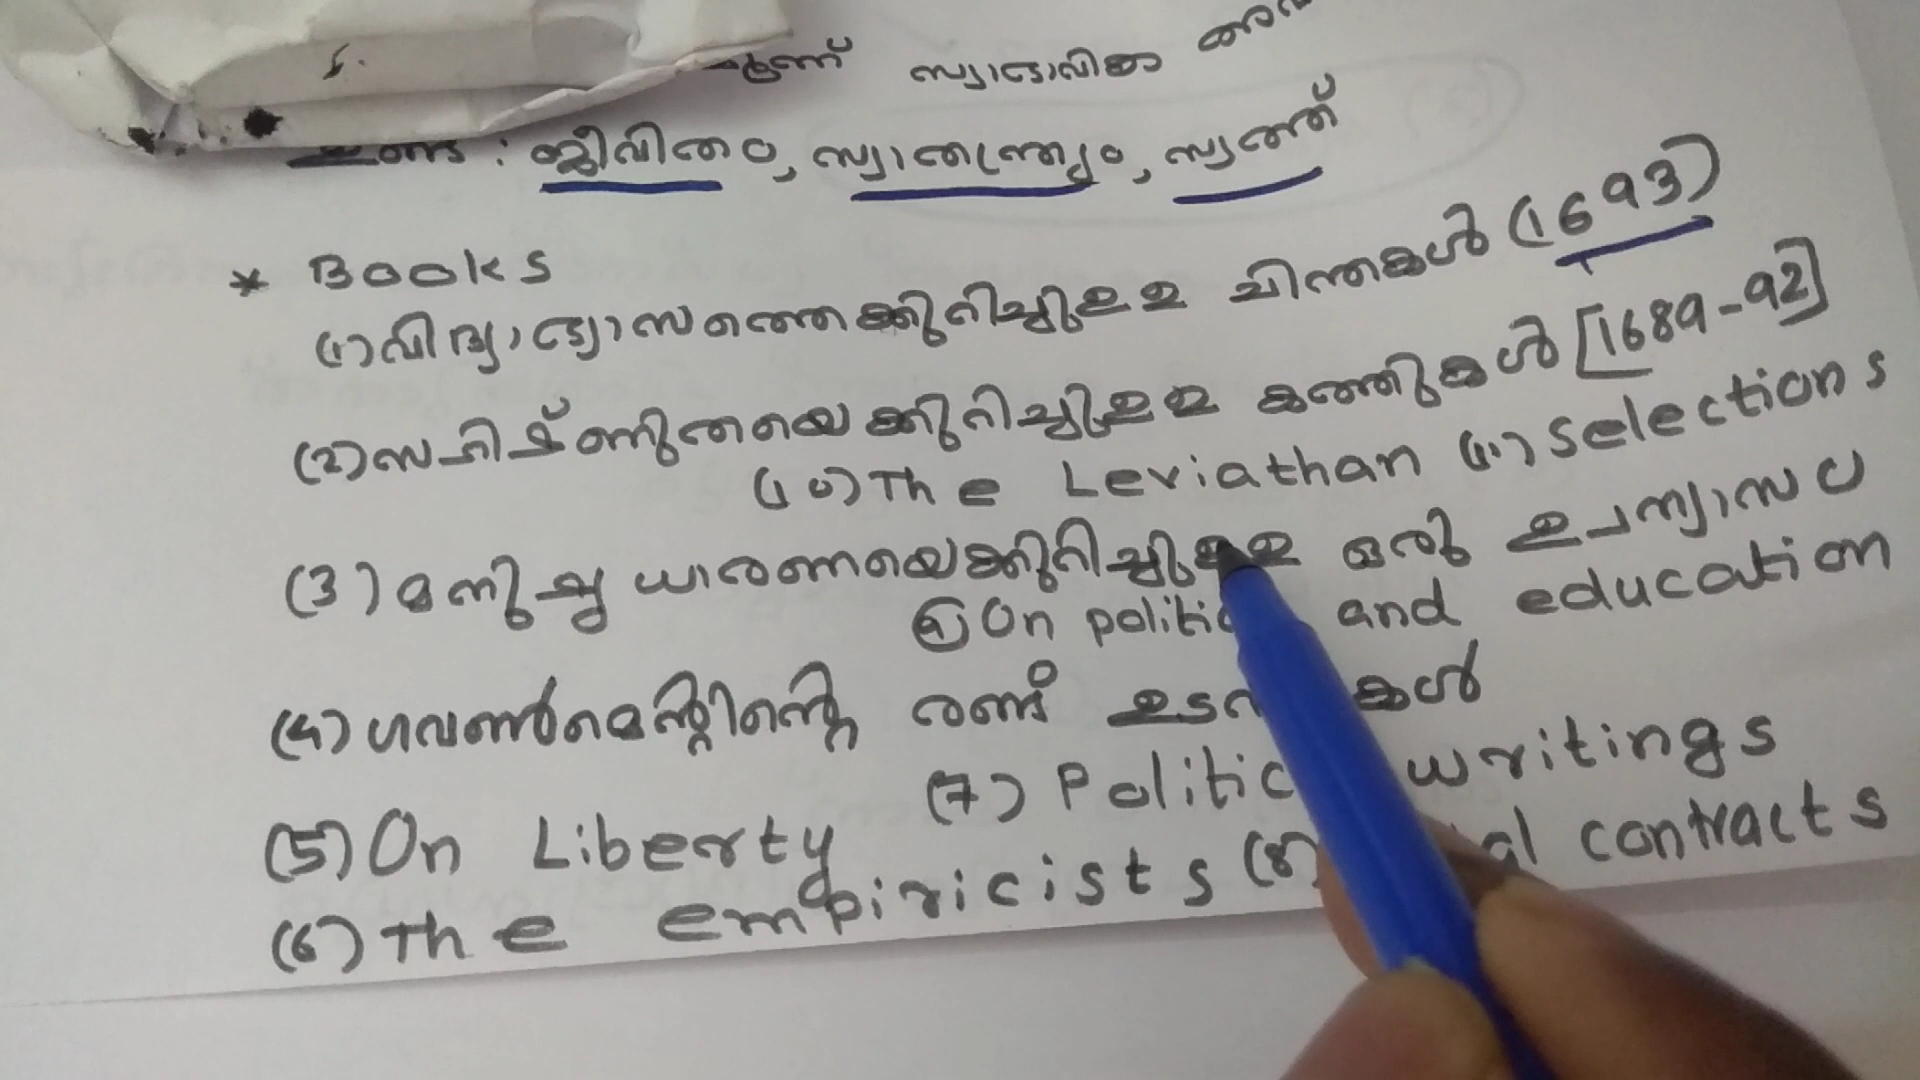 സ്വാഭാവിക
ഉണ്ട് : ജീവിതം, സ്വാതന്ത്ര്യം, സ്വത്ത്
* Books
(1) വിദ്യാഭ്യാസത്തെക്കുറിച്ചുള്ള ചിന്തകൾ (1693)
(2) സഹിഷ്ണുതയെക്കുറിച്ചുള്ള കത്തുകൾ [1689-92]
(10) The Leviathan (11) Selections
(3) മനുഷ്യ ധാരണയെക്കുറിച്ചുള്ള ഒരു ഉപന്യാസം
(9) On politic and education
(4) ഗവൺമെന്റിന്റെ രണ്ട്
(7) Politic writings
(5) On Liberty
(6) The empiricists (8) al contracts